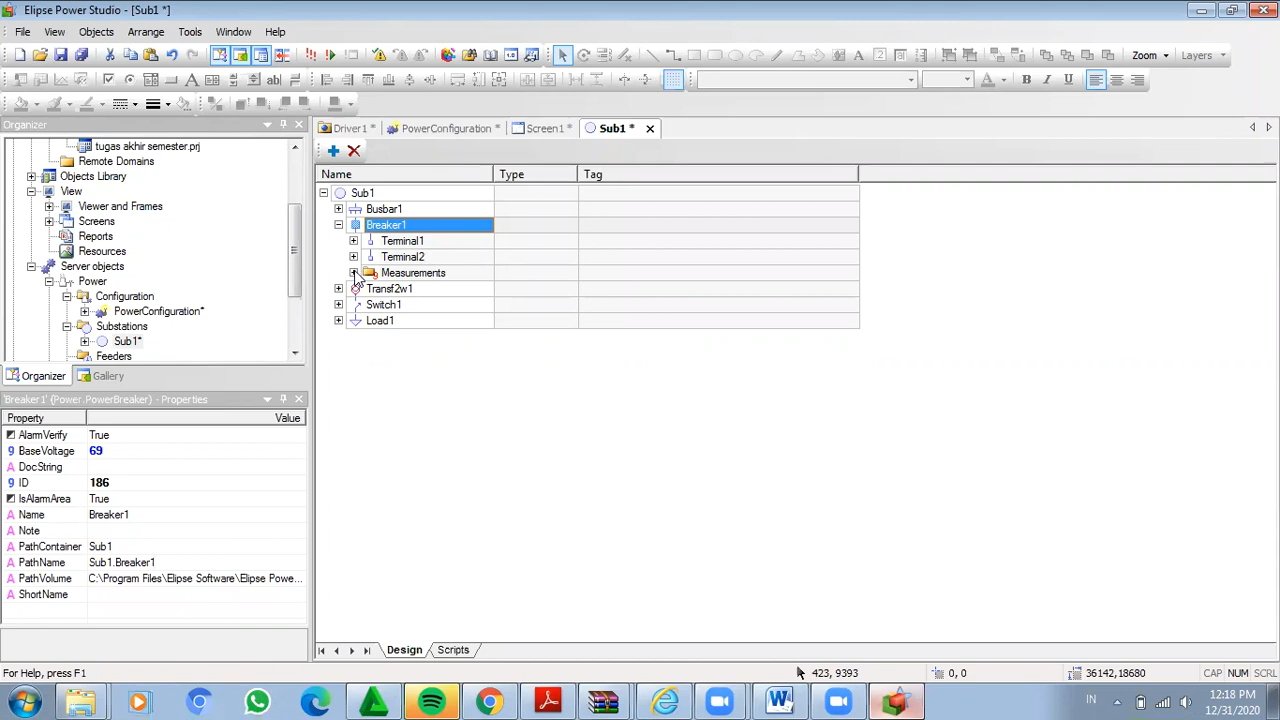 Elipse Power Studio - [Sub1 *]
File View Objects Arrange Tools Window Help
Zoom Layers
Organizer
Driver1 * PowerConfiguration * Screen1 * Sub1 *
tugas akhir semester.prj
Remote Domains
Objects Library
View
Viewer and Frames
Screens
Reports
Resources
Server objects
Power
Configuration
PowerConfiguration*
Substations
Sub1*
Feeders
Organizer Gallery
Name Type Tag
Sub1
Busbar1
Breaker1
Terminal1
Terminal2
Measurements
Transf2w1
Switch1
Load1
'Breaker1' (Power.PowerBreaker) - Properties
Property Value
AlarmVerify True
BaseVoltage 69
DocString
ID 186
IsAlarmArea True
Name Breaker1
Note
PathContainer Sub1
PathName Sub1.Breaker1
PathVolume C:\Program Files\Elipse Software\Elipse Powe...
ShortName
Design Scripts
For Help, press F1 423, 9393 0, 0 36142,18680 CAP NUM SCRL
IN 12:18 PM
12/31/2020